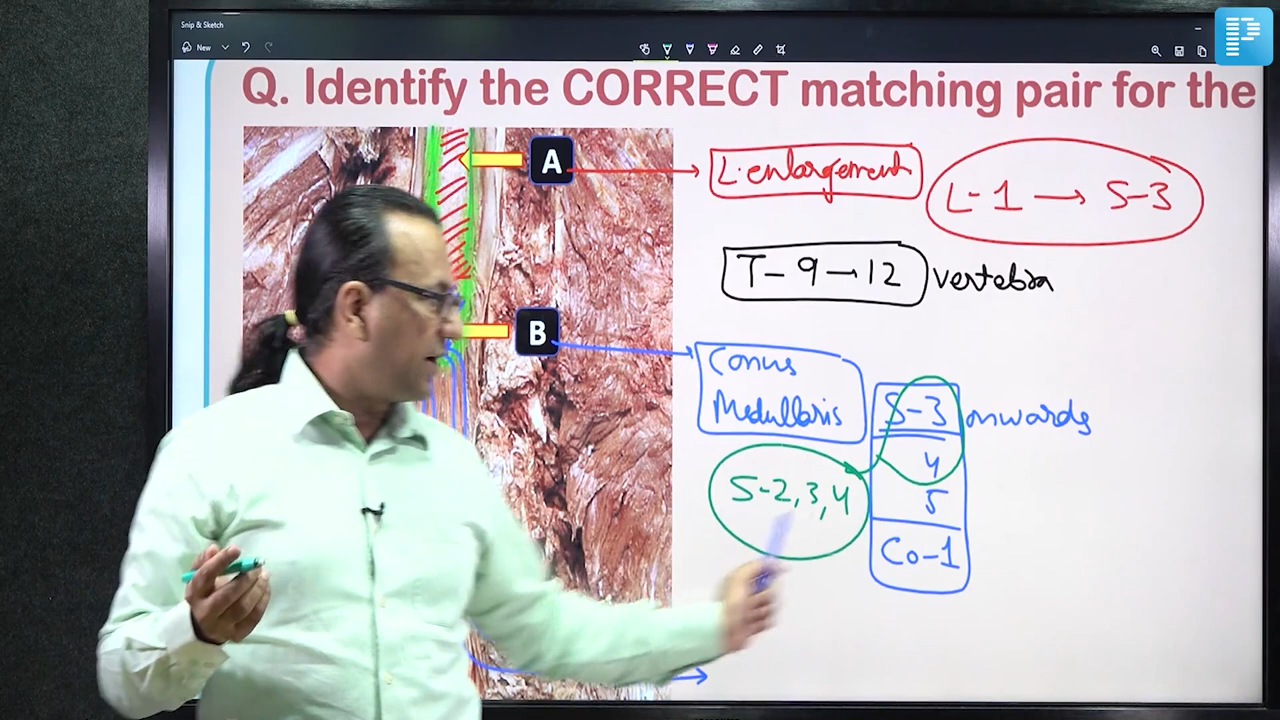 Snip & Sketch
New
Q. Identify the CORRECT matching pair for the
A
L.enlargement
L-1 → S-3
T-9→12 vertebra
B
Conus
Medullaris
S-3 onwards
4
5
Co-1
S-2,3,4
P